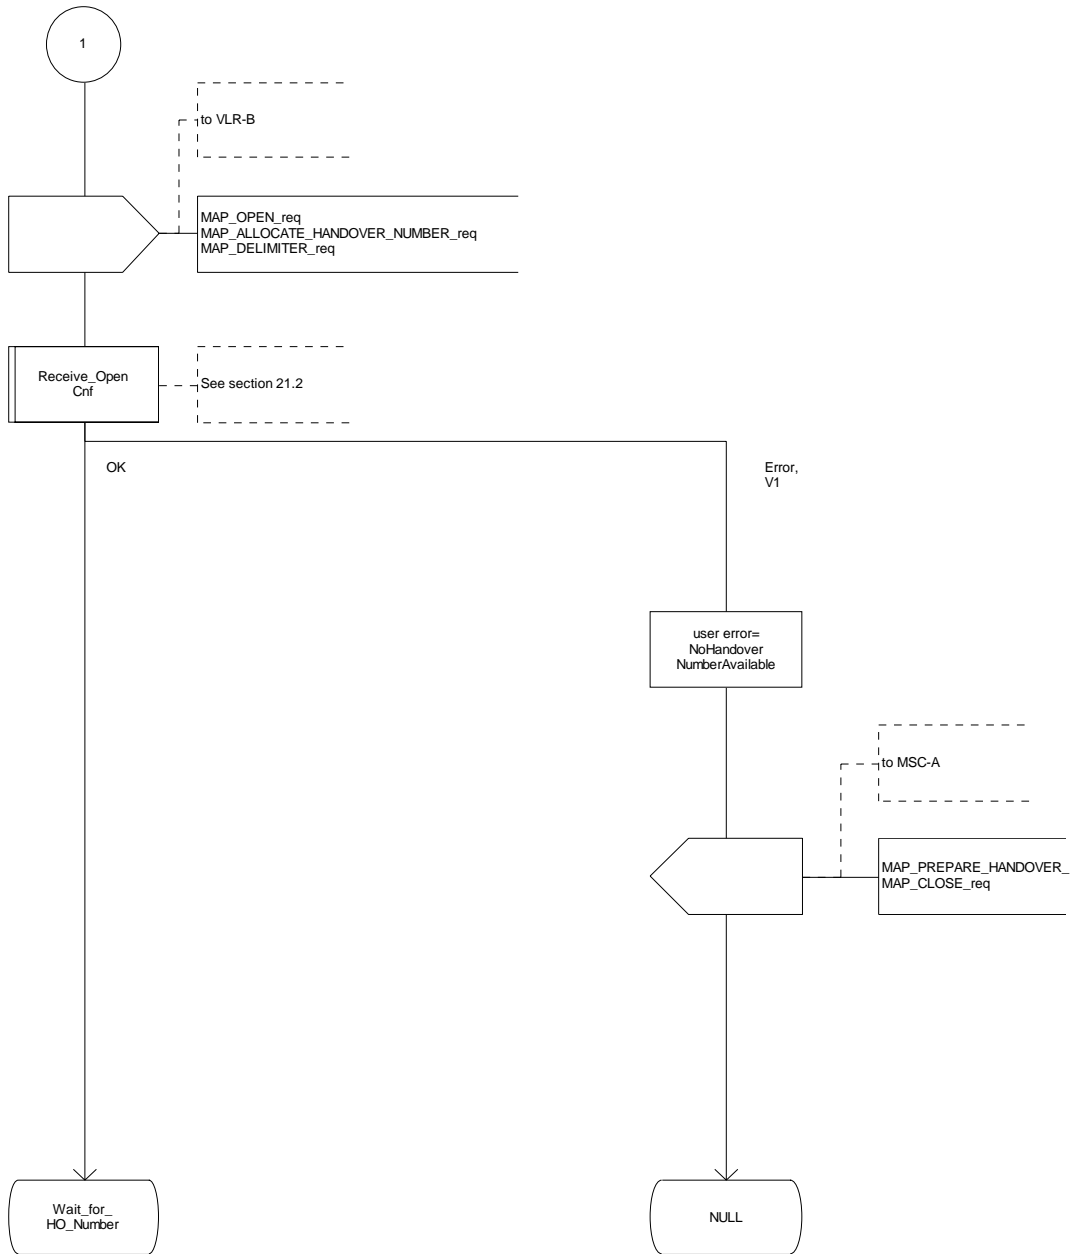 1
to VLR-B
MAP_OPEN_req
MAP_ALLOCATE_HANDOVER_NUMBER_req
MAP_DELIMITER_req
Receive_Open
Cnf
See section 21.2
OK
Error,
V1
user error=
NoHandover
NumberAvailable
to MSC-A
MAP_PREPARE_HANDOVER_
MAP_CLOSE_req
Wait_for_
HO_Number
NULL